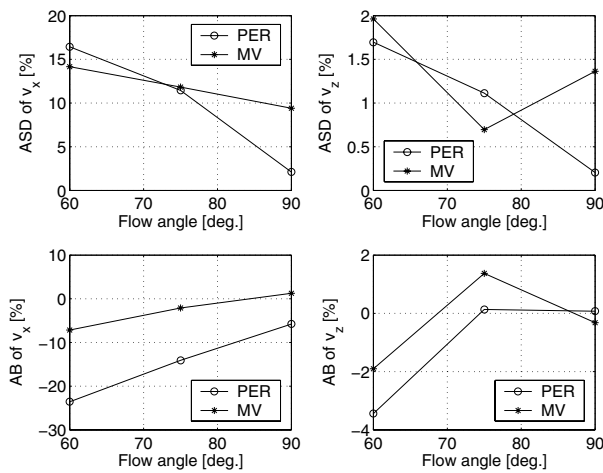 20
15
10
5
0
60
70
80
90
ASD of v_x [%]
Flow angle [deg.]
PER
MV
2
1.5
1
0.5
0
60
70
80
90
ASD of v_z [%]
Flow angle [deg.]
PER
MV
10
0
−10
−20
−30
60
70
80
90
AB of v_x [%]
Flow angle [deg.]
PER
MV
2
0
−2
−4
60
70
80
90
AB of v_z [%]
Flow angle [deg.]
PER
MV